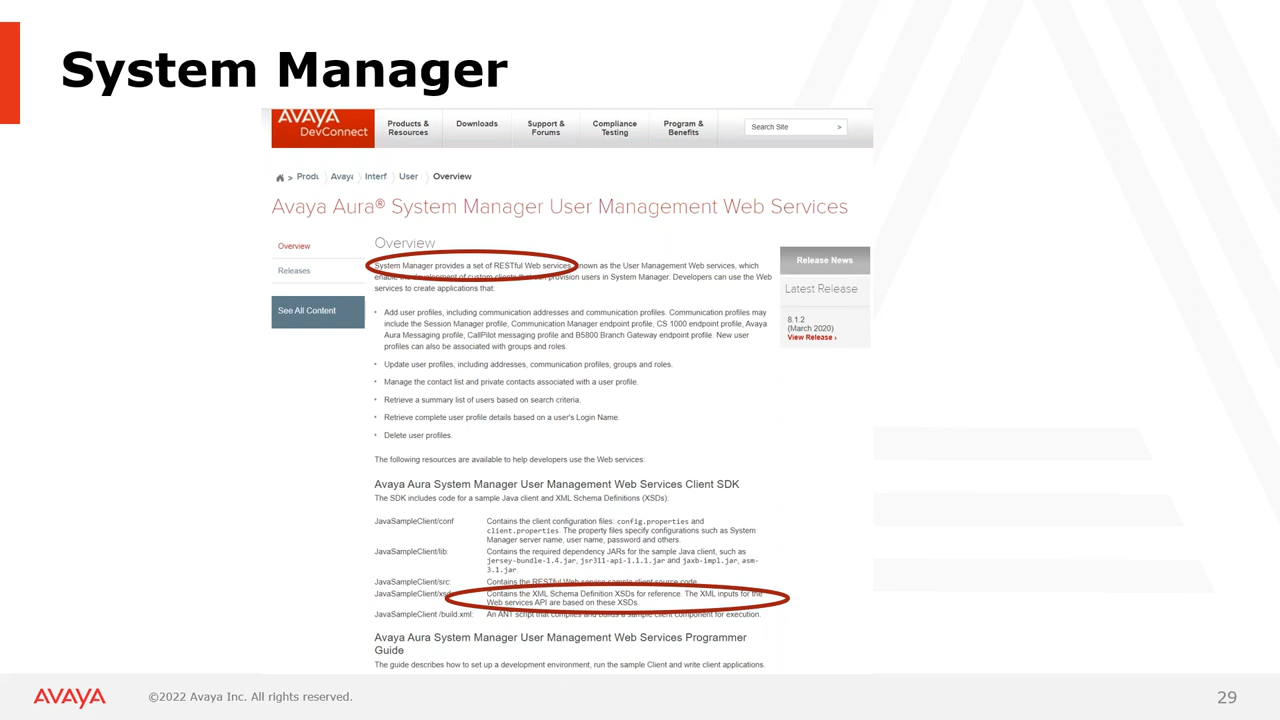 System Manager
AVAYA
DevConnect
Products &
Resources
Downloads
Support &
Forums
Compliance
Testing
Program &
Benefits
Search Site >
> Produ Avaya Interf User Overview
Avaya Aura® System Manager User Management Web Services
Overview
Releases
See All Content
Overview
System Manager provides a set of RESTful Web services known as the User Management Web services, which
enable the development of custom clients that can provision users in System Manager. Developers can use the Web
services to create applications that:
• Add user profiles, including communication addresses and communication profiles. Communication profiles may
include the Session Manager profile, Communication Manager endpoint profile, CS 1000 endpoint profile, Avaya
Aura Messaging profile, CallPilot messaging profile and B5800 Branch Gateway endpoint profile. New user
profiles can also be associated with groups and roles.
• Update user profiles, including addresses, communication profiles, groups and roles.
• Manage the contact list and private contacts associated with a user profile.
• Retrieve a summary list of users based on search criteria.
• Retrieve complete user profile details based on a user's Login Name.
• Delete user profiles.
The following resources are available to help developers use the Web services:
Avaya Aura System Manager User Management Web Services Client SDK
The SDK includes code for a sample Java client and XML Schema Definitions (XSDs):
JavaSampleClient/conf Contains the client configuration files: config.properties and
client.properties. The property files specify configurations such as System
Manager server name, user name, password and others.
JavaSampleClient/lib: Contains the required dependency JARs for the sample Java client, such as
jersey-bundle-1.4.jar, jsr311-api-1.1.1.jar and jaxb-impl.jar, asm-
3.1.jar.
JavaSampleClient/src: Contains the RESTful Web service sample client source code.
JavaSampleClient/xsd: Contains the XML Schema Definition XSDs for reference. The XML inputs for the
Web services API are based on these XSDs.
JavaSampleClient /build.xml: An ANT script that compiles and builds a sample client component for execution.
Avaya Aura System Manager User Management Web Services Programmer
Guide
The guide describes how to set up a development environment, run the sample Client and write client applications.
Release News
Latest Release
8.1.2
(March 2020)
View Release ›
AVAYA
©2022 Avaya Inc. All rights reserved.
29